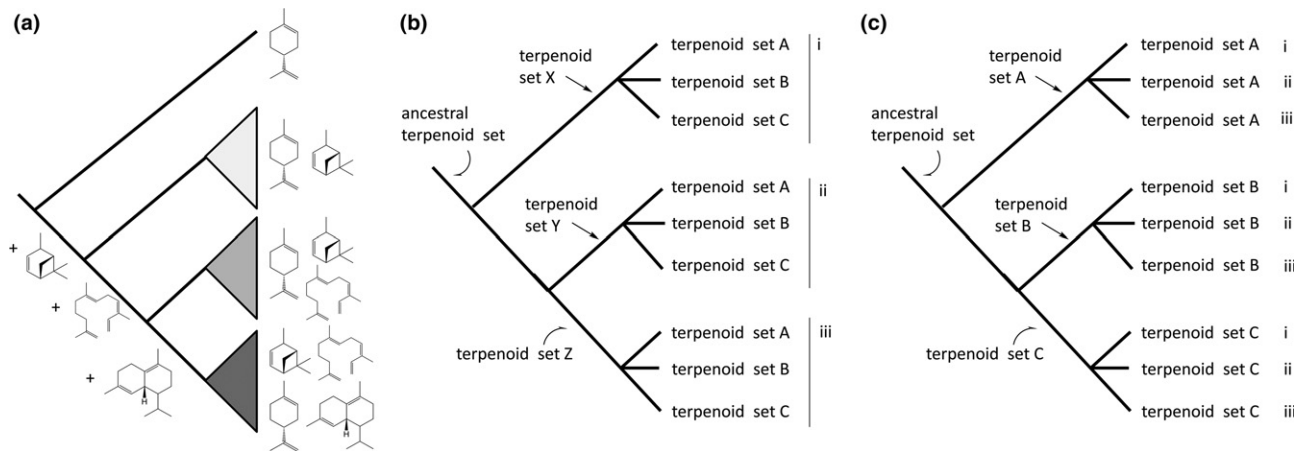 (a)
+
+
+
H
H
(b)
ancestral
terpenoid set
terpenoid
set X
terpenoid
set Y
terpenoid set Z
terpenoid set A i
terpenoid set B
terpenoid set C
terpenoid set A ii
terpenoid set B
terpenoid set C
terpenoid set A iii
terpenoid set B
terpenoid set C
(c)
ancestral
terpenoid set
terpenoid
set A
terpenoid
set B
terpenoid set C
terpenoid set A i
terpenoid set A ii
terpenoid set A iii
terpenoid set B i
terpenoid set B ii
terpenoid set B iii
terpenoid set C i
terpenoid set C ii
terpenoid set C iii